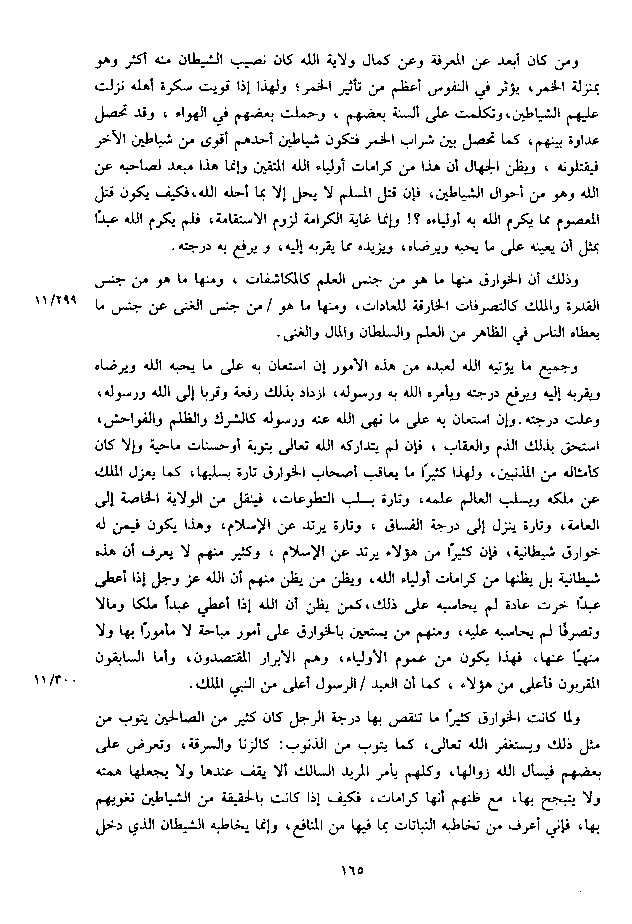 ومن كان أبعد عن المعرفة وعن كمال ولاية الله كان نصيب الشيطان منه أكثر وهو
بمنزلة الخمر، يؤثر في النفوس أعظم من تأثير الخمر؛ ولهذا إذا قويت سكرة أهله نزلت
عليهم الشياطين، وتكلمت على ألسنة بعضهم، وحملت بعضهم في الهواء، وقد تحصل
عداوة بينهم، كما تحصل بين شراب الخمر فتكون شياطين أحدهم أقوى من شياطين الآخر
فيقتلونه، ويظن الجهال أن هذا من كرامات أولياء الله المتقين وإنما هذا مبعد لصاحبه عن
الله وهو من أحوال الشياطين، فإن قتل المسلم لا يحل إلا بما أحله الله، فكيف يكون قتل
المعصوم مما يكرم الله به أولياءه؟! وإنما غاية الكرامة لزوم الاستقامة، فلم يكرم الله عبدًا
بمثل أن يعينه على ما يحبه ويرضاه، ويزيده مما يقربه إليه، و يرفع به درجته.
وذلك أن الخوارق منها ما هو من جنس العلم كالمكاشفات، ومنها ما هو من جنس
القدرة والملك كالتصرفات الخارقة للعادات، ومنها ما هو / من جنس الغنى عن جنس ما ١١/٢٩٩
يعطاه الناس في الظاهر من العلم والسلطان والمال والغنى.
وجميع ما يؤتيه الله لعبده من هذه الأمور إن استعان به على ما يحبه الله ويرضاه
ويقربه إليه ويرفع درجته ويأمره الله به ورسوله، ازداد بذلك رفعة وقربا إلى الله ورسوله،
وعلت درجته. وإن استعان به على ما نهى الله عنه ورسوله كالشرك والظلم والفواحش،
استحق بذلك الذم والعقاب، فإن لم يتداركه الله تعالى بتوبة أوحسنات ماحية وإلا كان
كأمثاله من المذنبين، ولهذا كثيرًا ما يعاقب أصحاب الخوارق تارة بسلبها، كما يعزل الملك
عن ملكه ويسلب العالم علمه، وتارة بسلب التطوعات، فينقل من الولاية الخاصة إلى
العامة، وتارة ينزل إلى درجة الفساق، وتارة يرتد عن الإسلام، وهذا يكون فيمن له
خوارق شيطانية، فإن كثيرًا من هؤلاء يرتد عن الإسلام، وكثير منهم لا يعرف أن هذه
شيطانية بل يظنها من كرامات أولياء الله، ويظن من يظن منهم أن الله عز وجل إذا أعطى
عبدًا خرت عادة لم يحاسبه على ذلك، كمن يظن أن الله إذا أعطي عبدًا ملكا ومالا
وتصرفًا لم يحاسبه عليه، ومنهم من يستعين بالخوارق على أمور مباحة لا مأمورًا بها ولا
منهيًا عنها، فهذا يكون من عموم الأولياء، وهم الأبرار المقتصدون، وأما السابقون
المقربون فأعلى من هؤلاء، كما أن العبد / الرسول أعلى من النبي الملك. ١١/٣٠٠
ولما كانت الخوارق كثيرًا ما تنقص بها درجة الرجل كان كثير من الصالحين يتوب من
مثل ذلك ويستغفر الله تعالى، كما يتوب من الذنوب: كالزنا والسرقة، وتعرض على
بعضهم فيسأل الله زوالها، وكلهم يأمر المريد السالك ألا يقف عندها ولا يجعلها همته
ولا يتبجح بها، مع ظنهم أنها كرامات، فكيف إذا كانت بالحقيقة من الشياطين تغويهم
بها، فإني أعرف من تخاطبه النباتات بما فيها من المنافع، وإنما يخاطبه الشيطان الذي دخل
١٦٥